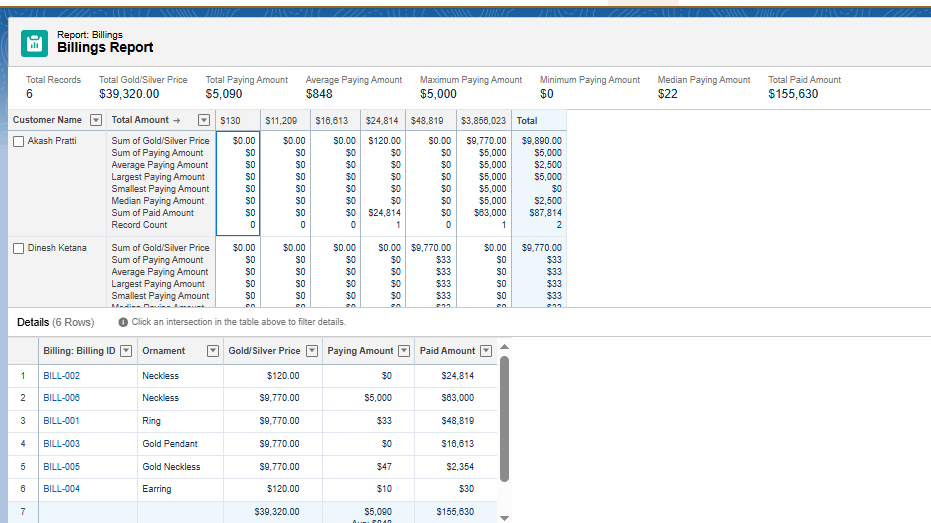 Report: Billings
Billings Report
Total Records Total Gold/Silver Price Total Paying Amount Average Paying Amount Maximum Paying Amount Minimum Paying Amount Median Paying Amount Total Paid Amount
6 $39,320.00 $5,090 $848 $5,000 $0 $22 $155,630
Customer Name Total Amount → $130 $11,209 $16,613 $24,814 $48,819 $3,856,023 Total
Akash Pratti Sum of Gold/Silver Price $0.00 $0.00 $0.00 $120.00 $0.00 $9,770.00 $9,890.00
Sum of Paying Amount $0 $0 $0 $0 $0 $5,000 $5,000
Average Paying Amount $0 $0 $0 $0 $0 $5,000 $2,500
Largest Paying Amount $0 $0 $0 $0 $0 $5,000 $5,000
Smallest Paying Amount $0 $0 $0 $0 $0 $5,000 $0
Median Paying Amount $0 $0 $0 $0 $0 $5,000 $2,500
Sum of Paid Amount $0 $0 $0 $24,814 $0 $63,000 $87,814
Record Count 0 0 0 1 0 1 2
Dinesh Ketana Sum of Gold/Silver Price $0.00 $0.00 $0.00 $0.00 $9,770.00 $0.00 $9,770.00
Sum of Paying Amount $0 $0 $0 $0 $33 $0 $33
Average Paying Amount $0 $0 $0 $0 $33 $0 $33
Largest Paying Amount $0 $0 $0 $0 $33 $0 $33
Smallest Paying Amount $0 $0 $0 $0 $33 $0 $33
Details (6 Rows) Click an intersection in the table above to filter details.
Billing: Billing ID Ornament Gold/Silver Price Paying Amount Paid Amount
1 BILL-002 Neckless $120.00 $0 $24,814
2 BILL-006 Neckless $9,770.00 $5,000 $63,000
3 BILL-001 Ring $9,770.00 $33 $48,819
4 BILL-003 Gold Pendant $9,770.00 $0 $16,613
5 BILL-005 Gold Neckless $9,770.00 $47 $2,354
6 BILL-004 Earring $120.00 $10 $30
7 $39,320.00 $5,090 $155,630